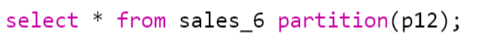 select * from sales_6 partition(p12);